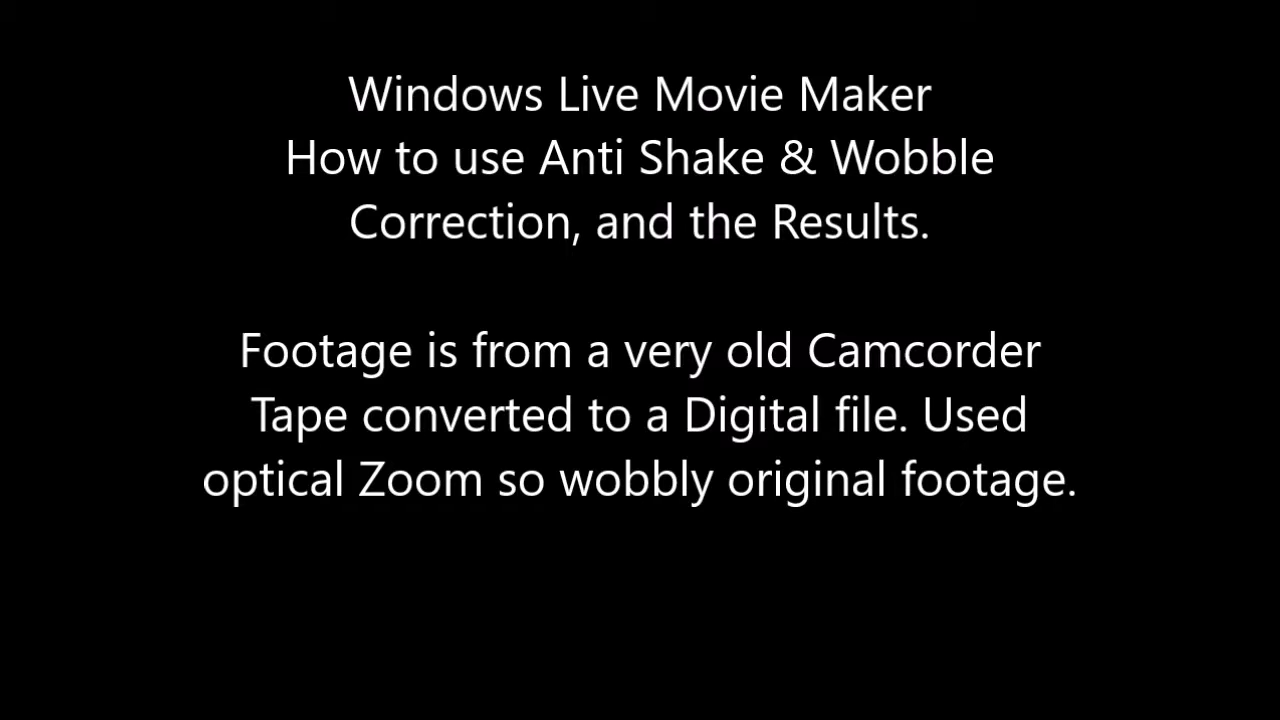 Windows Live Movie Maker
How to use Anti Shake & Wobble
Correction, and the Results.
Footage is from a very old Camcorder
Tape converted to a Digital file. Used
optical Zoom so wobbly original footage.